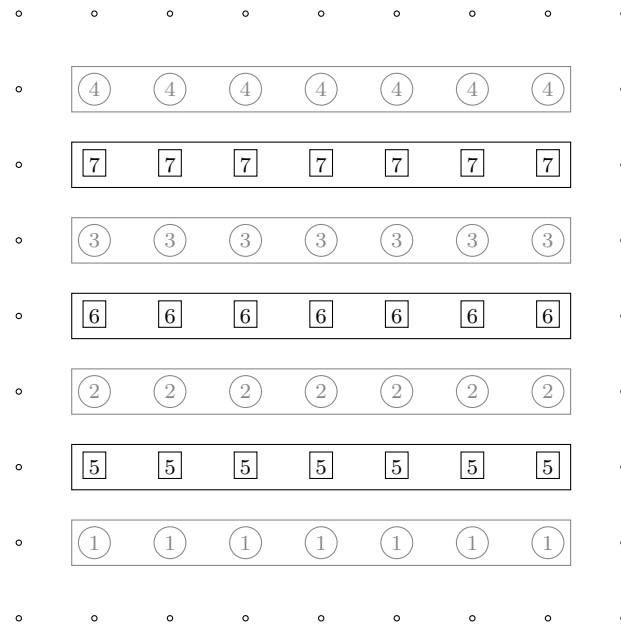 4 4 4 4 4 4 4
7 7 7 7 7 7 7
3 3 3 3 3 3 3
6 6 6 6 6 6 6
2 2 2 2 2 2 2
5 5 5 5 5 5 5
1 1 1 1 1 1 1